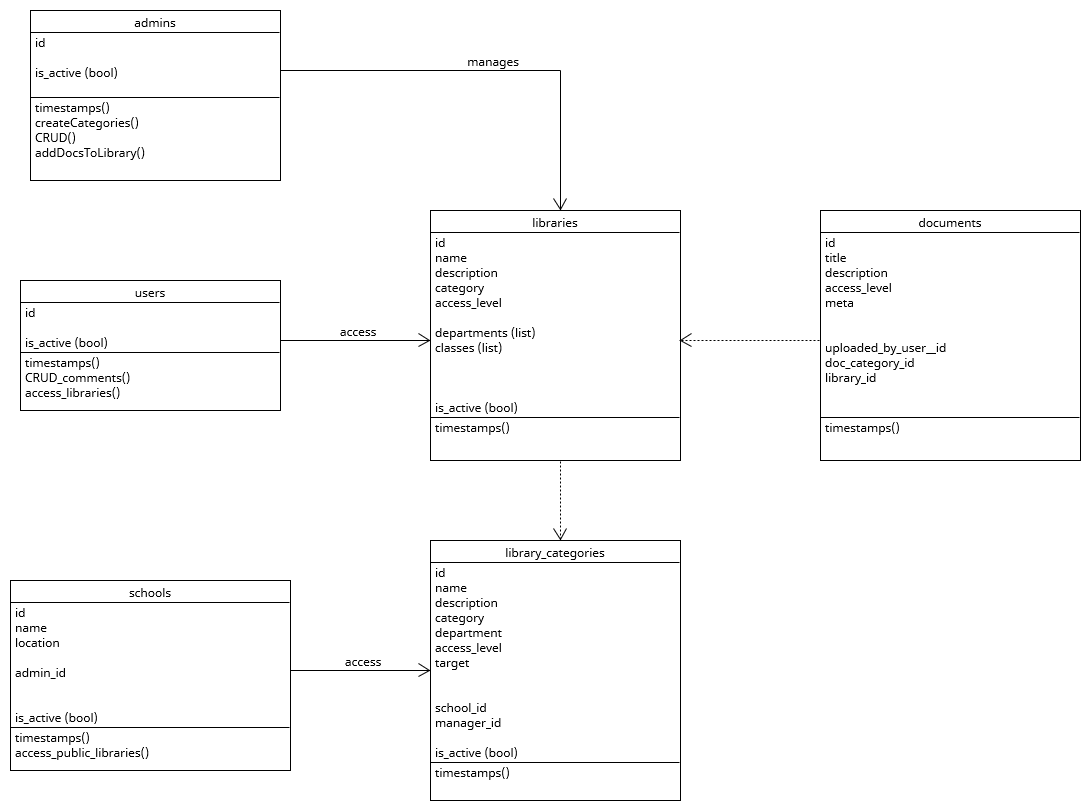 admins
id
is_active (bool)
timestamps()
createCategories()
CRUD()
addDocsToLibrary()
manages
users
id
is_active (bool)
timestamps()
CRUD_comments()
access_libraries()
access
libraries
id
name
description
category
access_level
departments (list)
classes (list)
is_active (bool)
timestamps()
documents
id
title
description
access_level
meta
uploaded_by_user__id
doc_category_id
library_id
timestamps()
schools
id
name
location
admin_id
is_active (bool)
timestamps()
access_public_libraries()
access
library_categories
id
name
description
category
department
access_level
target
school_id
manager_id
is_active (bool)
timestamps()